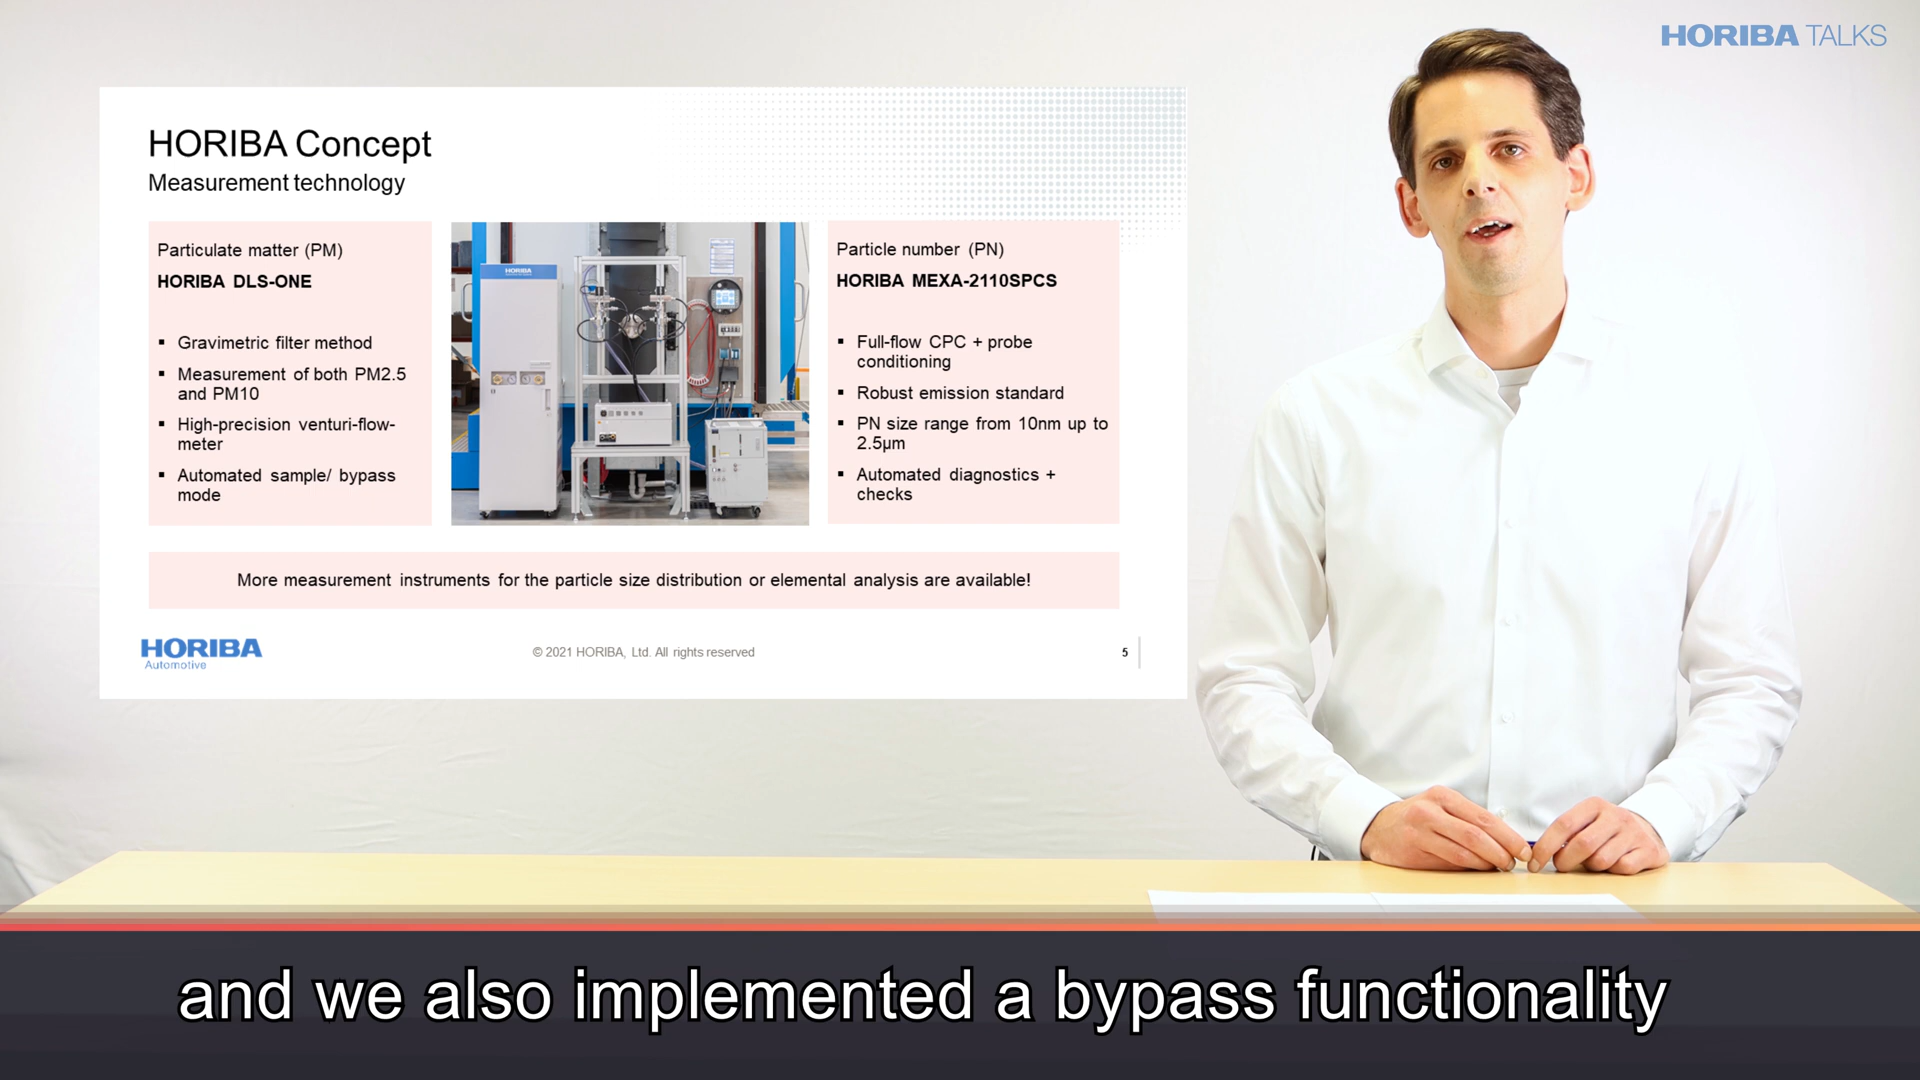 HORIBA TALKS
HORIBA Concept
Measurement technology
Particulate matter (PM)
HORIBA DLS-ONE
▪ Gravimetric filter method
▪ Measurement of both PM2.5
and PM10
▪ High-precision venturi-flow-
meter
▪ Automated sample/ bypass
mode
HORIBA
Particle number (PN)
HORIBA MEXA-2110SPCS
▪ Full-flow CPC + probe
conditioning
▪ Robust emission standard
▪ PN size range from 10nm up to
2.5µm
▪ Automated diagnostics +
checks
More measurement instruments for the particle size distribution or elemental analysis are available!
HORIBA
Automotive
© 2021 HORIBA, Ltd. All rights reserved
5
and we also implemented a bypass functionality